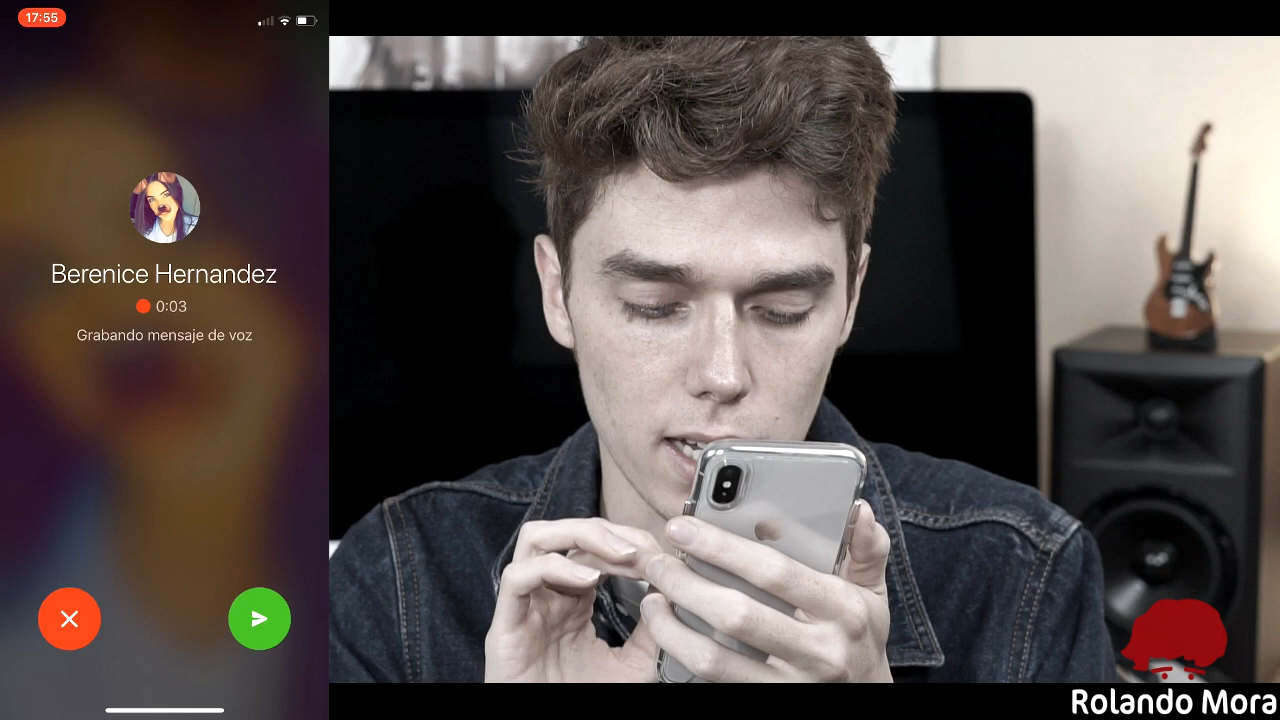 17:55
Berenice Hernandez
0:03
Grabando mensaje de voz
Rolando Mora